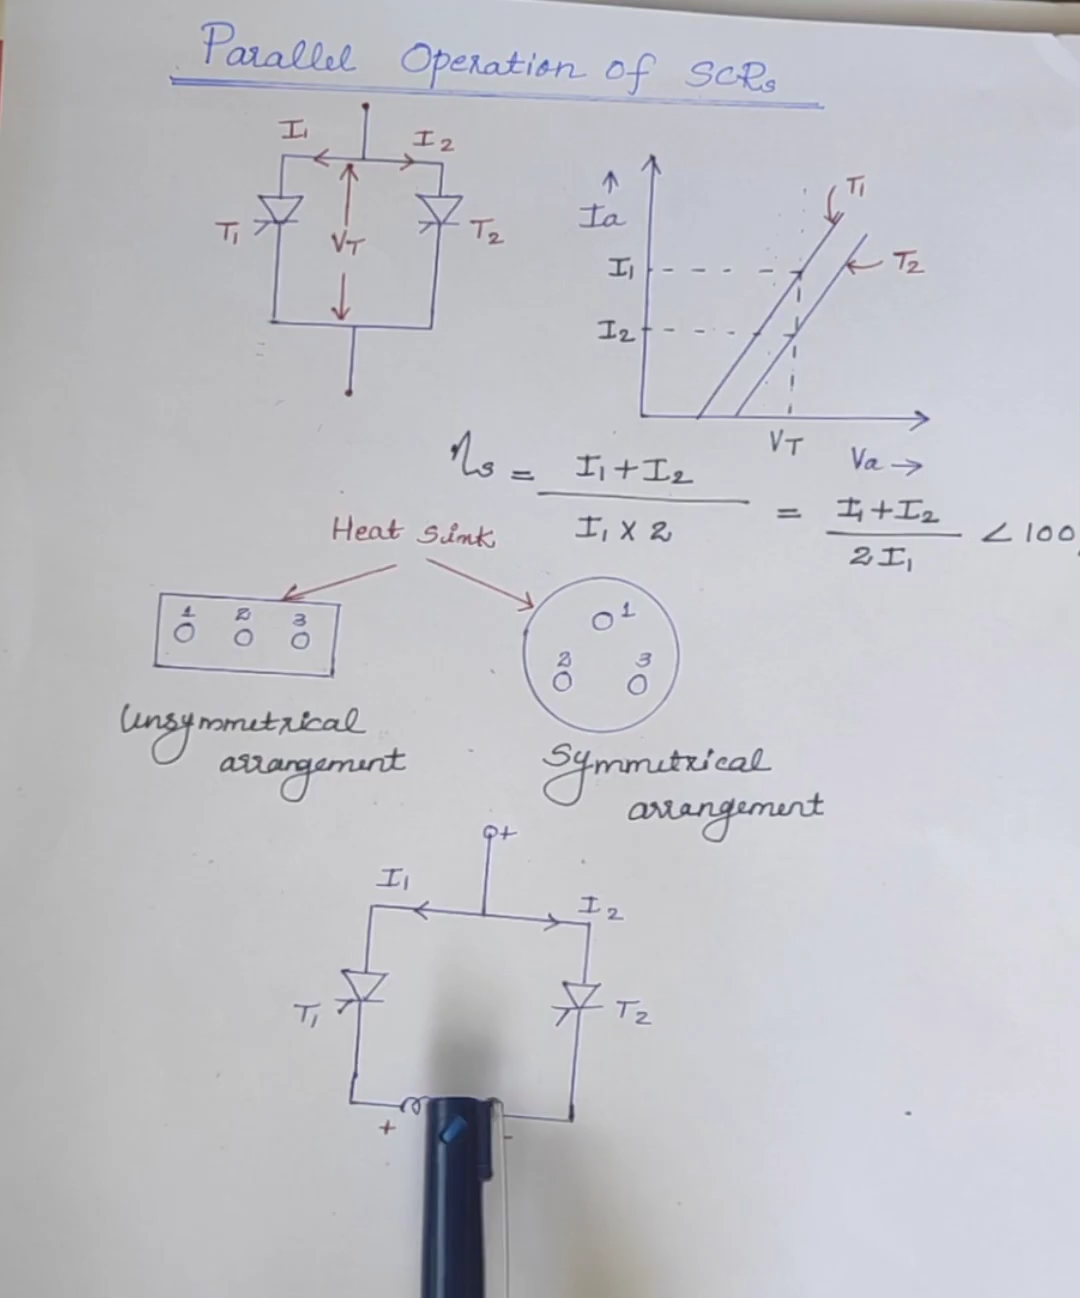 Parallel Operation of SCRs
I₁ I₂
T₁ V_T T₂
↑
Ia
I₁
I₂
T₁
T₂
V_T Va →
ηs = (I₁+I₂)/(I₁ × 2) = (I₁+I₂)/(2I₁) < 100
Heat Sink
1 2 3
1
2 3
Unsymmetrical
arrangement
Symmetrical
arrangement
+
I₁ I₂
T₁ T₂
+ -